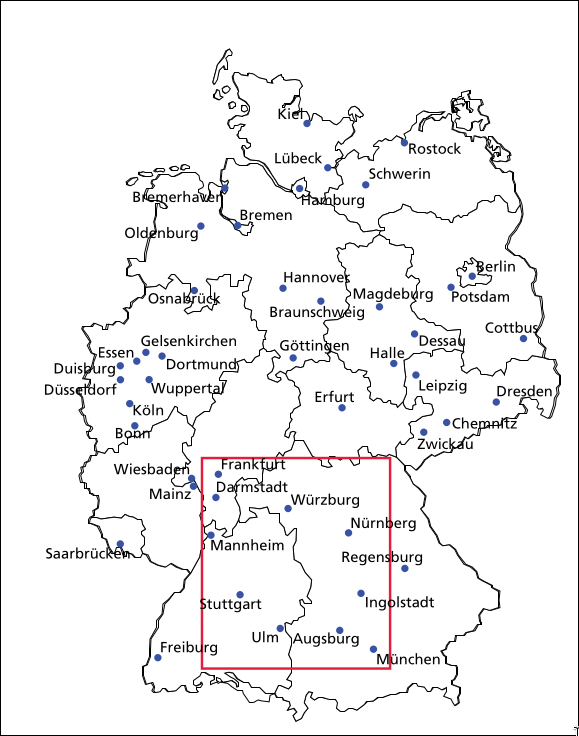 Kiel
Rostock
Lübeck
Schwerin
Bremerhaven
Hamburg
Bremen
Oldenburg
Berlin
Hannover
Osnabrück
Magdeburg
Potsdam
Braunschweig
Cottbus
Gelsenkirchen
Göttingen
Dessau
Essen
Halle
Duisburg
Dortmund
Düsseldorf
Wuppertal
Leipzig
Dresden
Erfurt
Köln
Chemnitz
Bonn
Zwickau
Frankfurt
Wiesbaden
Darmstadt
Mainz
Würzburg
Nürnberg
Mannheim
Saarbrücken
Regensburg
Stuttgart
Ingolstadt
Ulm
Augsburg
Freiburg
München